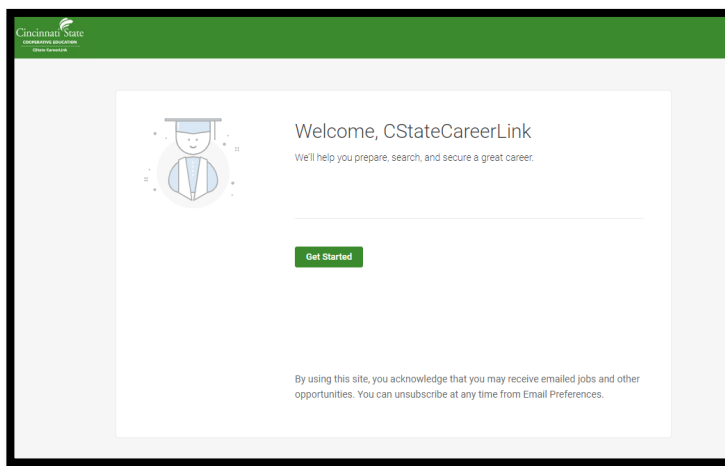 Cincinnati State
COOPERATIVE EDUCATION
CState CareerLink
Welcome, CStateCareerLink
We'll help you prepare, search, and secure a great career.
Get Started
By using this site, you acknowledge that you may receive emailed jobs and other
opportunities. You can unsubscribe at any time from Email Preferences.